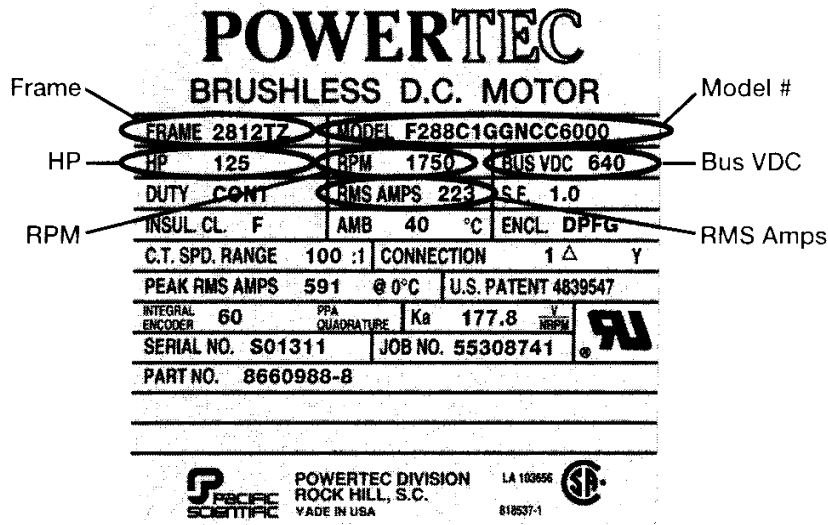 POWERTEC
BRUSHLESS D.C. MOTOR
Frame
Model #
FRAME 2812TZ MODEL F288C1GGNCC6000
HP
HP 125 RPM 1750 BUS VDC 640
Bus VDC
DUTY CONT RMS AMPS 223 S.F. 1.0
RPM
INSUL. CL. F AMB 40 °C ENCL. DPFG
RMS Amps
C.T. SPD. RANGE 100 :1 CONNECTION 1 △ Y
PEAK RMS AMPS 591 @ 0°C U.S. PATENT 4839547
INTEGRAL ENCODER 60 PPA QUADRATURE Ka 177.8 V
SERIAL NO. S01311 JOB NO. 55308741 ®
PART NO. 8660988-8
PACIFIC SCIENTIFIC
POWERTEC DIVISION
ROCK HILL, S.C.
MADE IN USA
LA 103656
818537-1